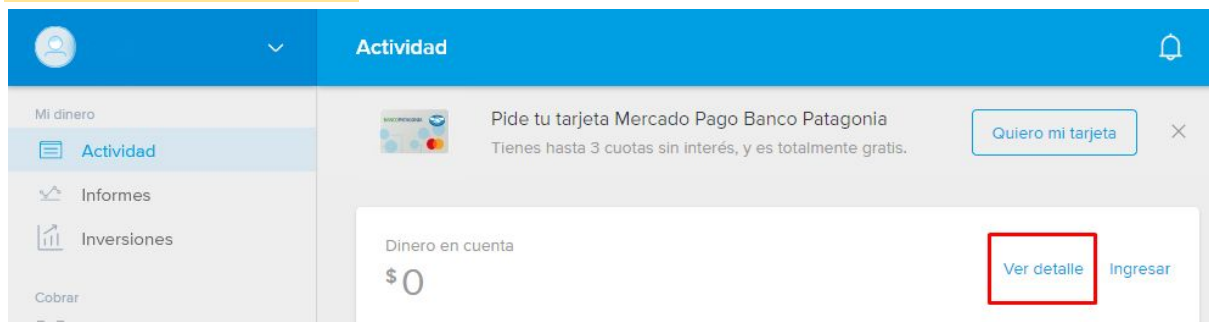 Actividad
Mi dinero
Actividad
Informes
Inversiones
Cobrar
BANCOPATAGONIA
Pide tu tarjeta Mercado Pago Banco Patagonia
Tienes hasta 3 cuotas sin interés, y es totalmente gratis.
Quiero mi tarjeta
Dinero en cuenta
$0
Ver detalle
Ingresar